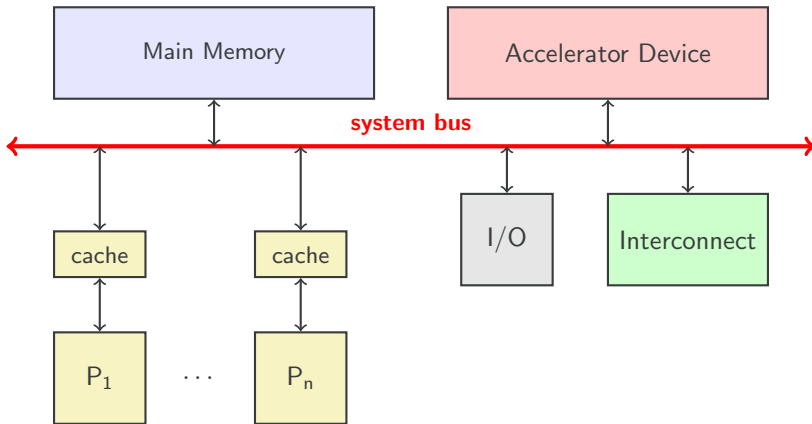 Main Memory
Accelerator Device
system bus
cache
cache
I/O
Interconnect
P₁
...
Pₙ